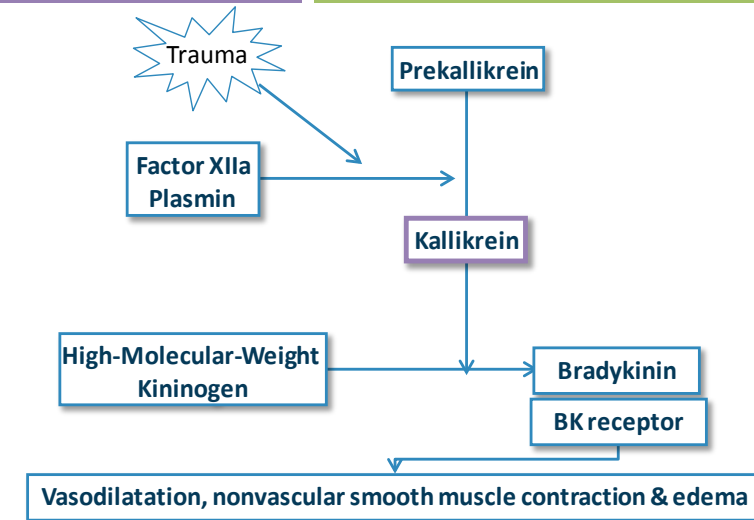 Trauma
Prekallikrein
Factor XIIa
Plasmin
Kallikrein
High-Molecular-Weight
Kininogen
Bradykinin
BK receptor
Vasodilatation, nonvascular smooth muscle contraction & edema